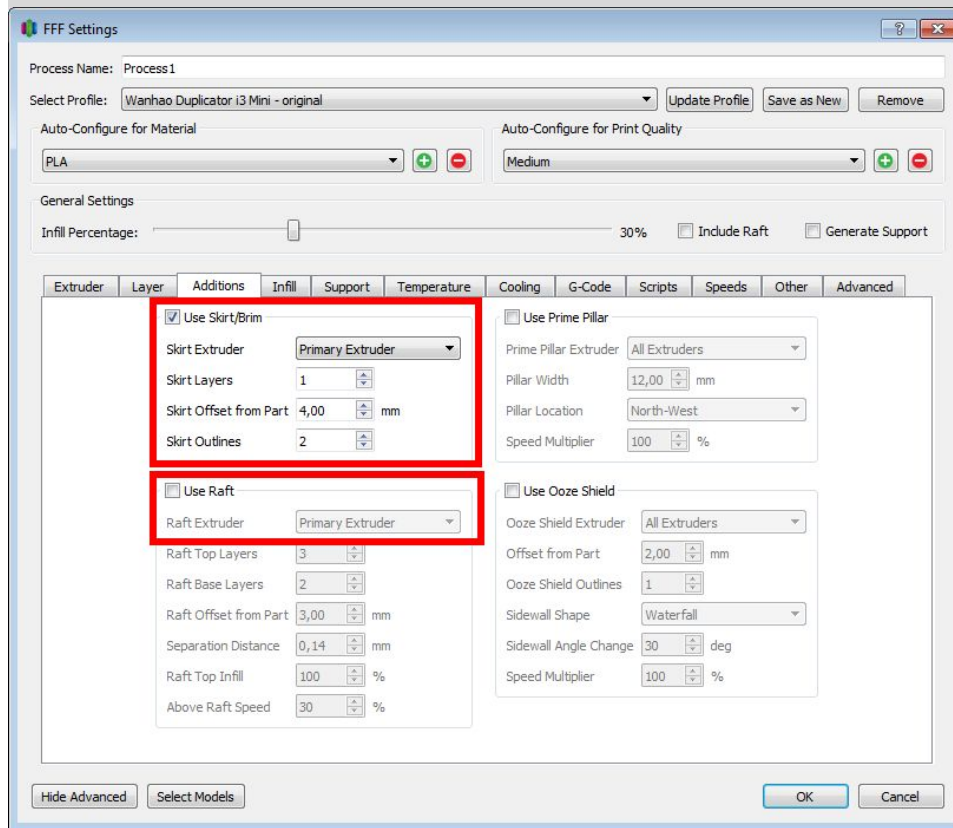 FFF Settings
Process Name: Process1
Select Profile: Wanhao Duplicator i3 Mini - original Update Profile Save as New Remove
Auto-Configure for Material Auto-Configure for Print Quality
PLA Medium
General Settings
Infill Percentage: 30% Include Raft Generate Support
Extruder Layer Additions Infill Support Temperature Cooling G-Code Scripts Speeds Other Advanced
Use Skirt/Brim
Skirt Extruder Primary Extruder
Skirt Layers 1
Skirt Offset from Part 4,00 mm
Skirt Outlines 2
Use Prime Pillar
Prime Pillar Extruder All Extruders
Pillar Width 12,00 mm
Pillar Location North-West
Speed Multiplier 100 %
Use Raft
Raft Extruder Primary Extruder
Raft Top Layers 3
Raft Base Layers 2
Raft Offset from Part 3,00 mm
Separation Distance 0,14 mm
Raft Top Infill 100 %
Above Raft Speed 30 %
Use Ooze Shield
Ooze Shield Extruder All Extruders
Offset from Part 2,00 mm
Ooze Shield Outlines 1
Sidewall Shape Waterfall
Sidewall Angle Change 30 deg
Speed Multiplier 100 %
Hide Advanced Select Models OK Cancel